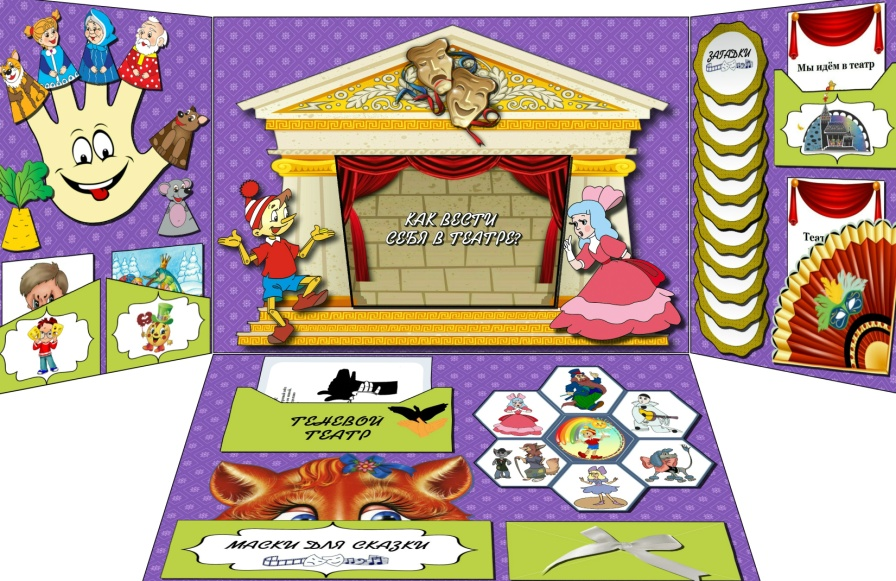 КАК ВЕСТИ
СЕБЯ В ТЕАТРЕ?
ЗАГАДКИ
Мы идём в театр
ТЕНЕВОЙ
ТЕАТР
МАСКИ ДЛЯ СКАЗКИ